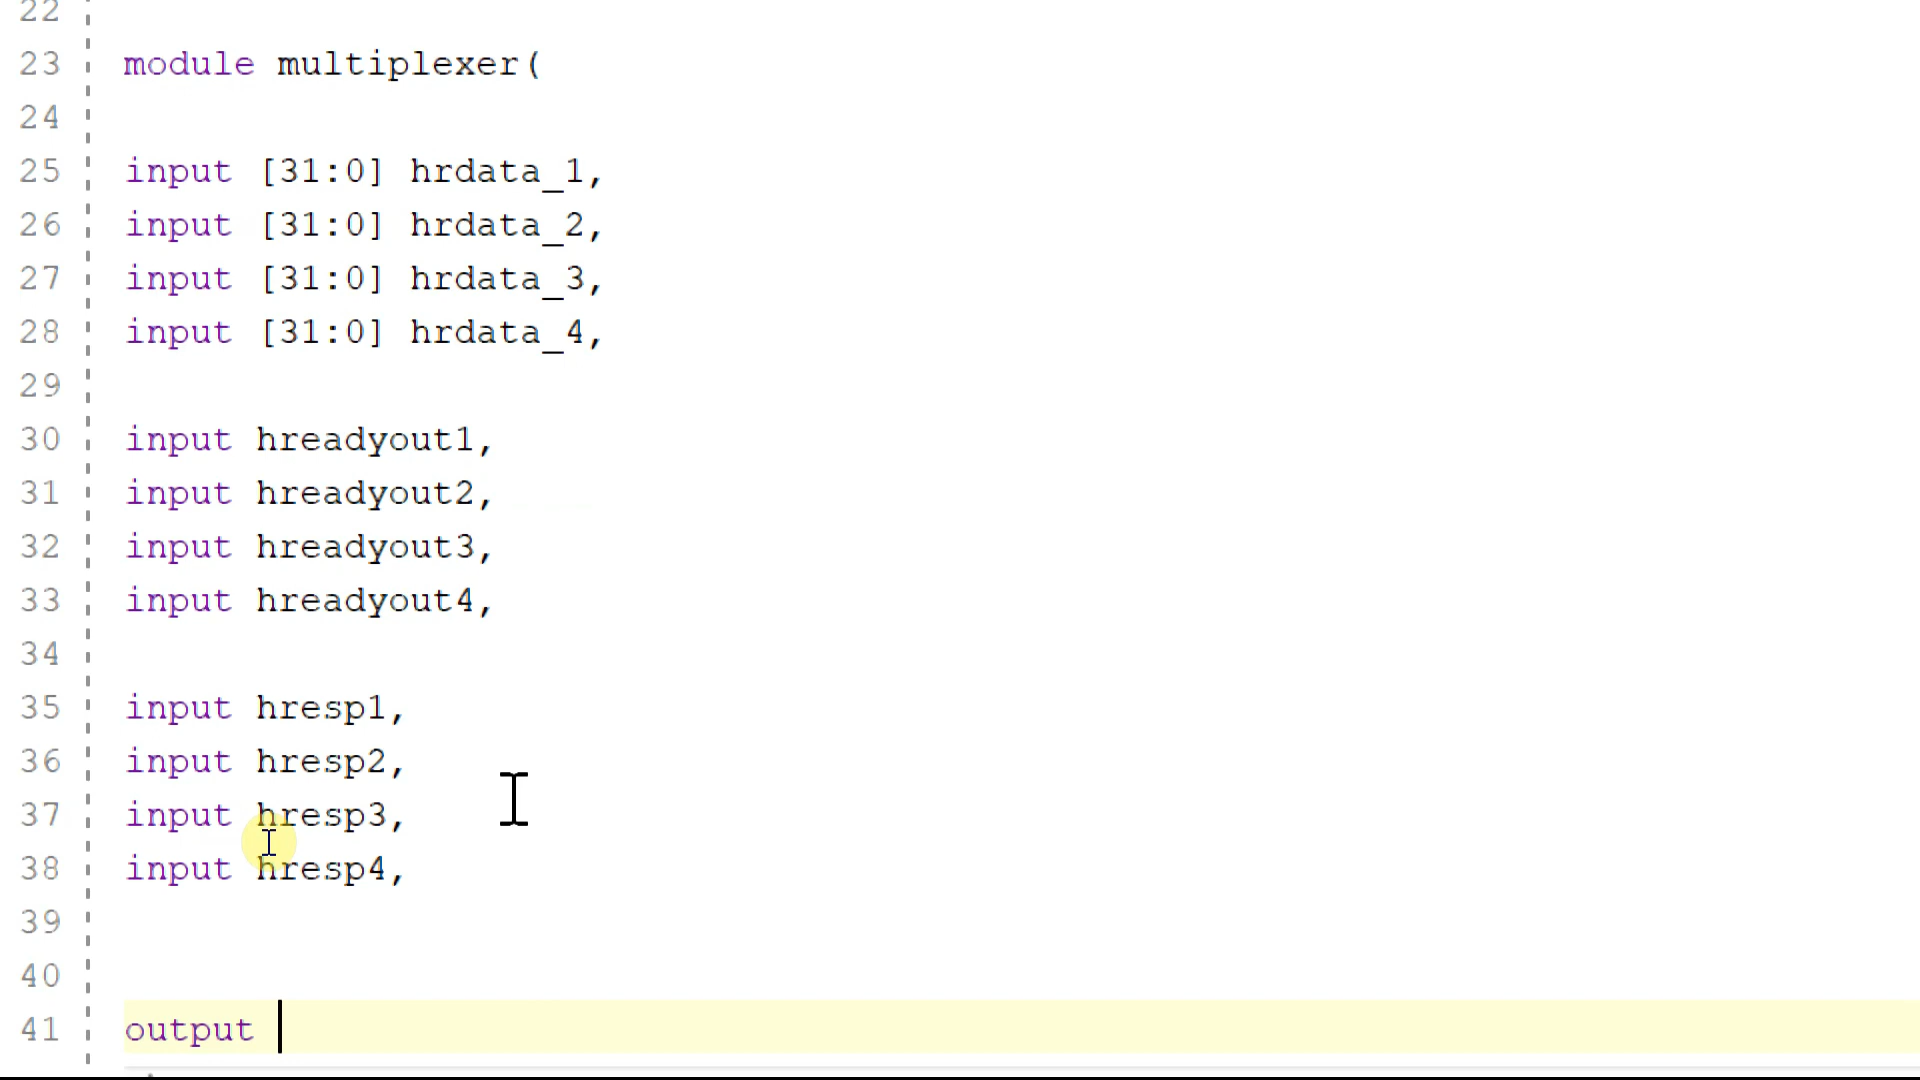 22
23 module multiplexer(
24
25 input [31:0] hrdata_1,
26 input [31:0] hrdata_2,
27 input [31:0] hrdata_3,
28 input [31:0] hrdata_4,
29
30 input hreadyout1,
31 input hreadyout2,
32 input hreadyout3,
33 input hreadyout4,
34
35 input hresp1,
36 input hresp2,
37 input hresp3,
38 input hresp4,
39
40
41 output